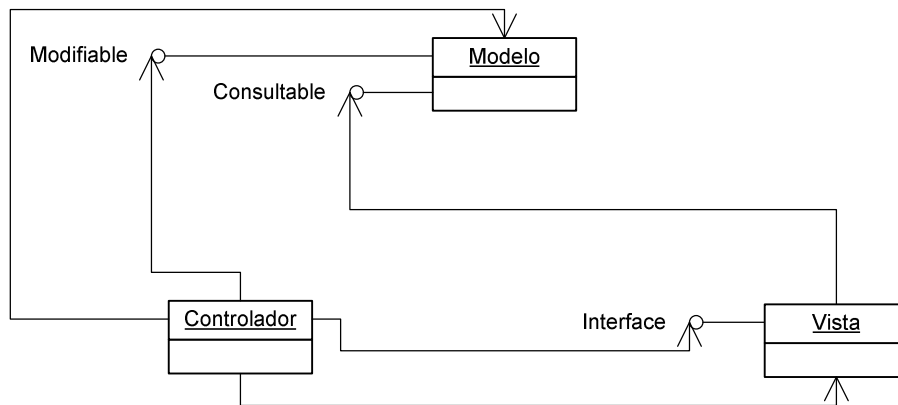 Modelo
Modifiable
Consultable
Controlador
Interface
Vista